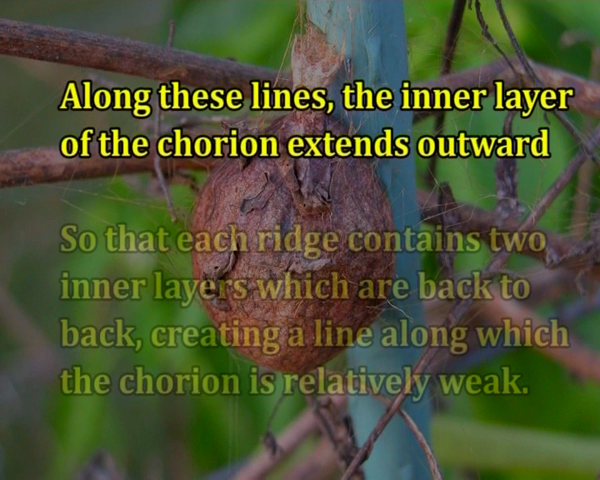 Along these lines, the inner layer
of the chorion extends outward
So that each ridge contains two
inner layers which are back to
back, creating a line along which
the chorion is relatively weak.